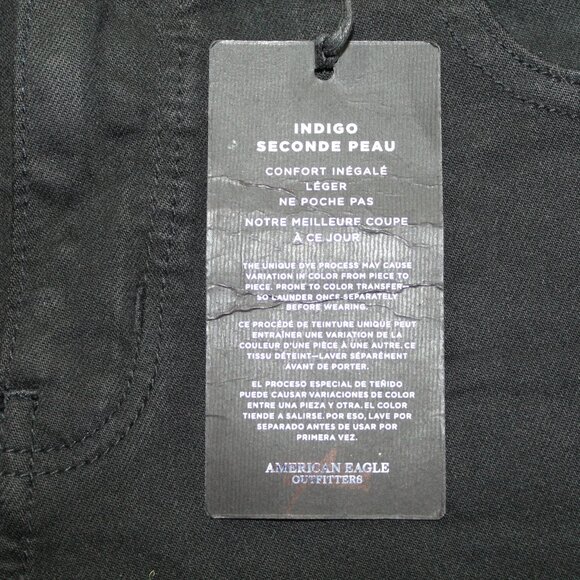 INDIGO
SECONDE PEAU
CONFORT INÉGALÉ
LÉGER
NE POCHE PAS
NOTRE MEILLEURE COUPE
À CE JOUR
THE UNIQUE DYE PROCESS MAY CAUSE
VARIATION IN COLOR FROM PIECE TO
PIECE. PRONE TO COLOR TRANSFER—
SO LAUNDER ONCE SEPARATELY
BEFORE WEARING.
CE PROCÉDÉ DE TEINTURE UNIQUE PEUT
ENTRAÎNER UNE VARIATION DE LA
COULEUR D'UNE PIÈCE À UNE AUTRE. CE
TISSU DÉTEINT—LAVER SÉPARÉMENT
AVANT DE PORTER.
EL PROCESO ESPECIAL DE TEÑIDO
PUEDE CAUSAR VARIACIONES DE COLOR
ENTRE UNA PIEZA Y OTRA. EL COLOR
TIENDE A SALIRSE. POR ESO, LAVE POR
SEPARADO ANTES DE USAR POR
PRIMERA VEZ.
AMERICAN EAGLE
OUTFITTERS